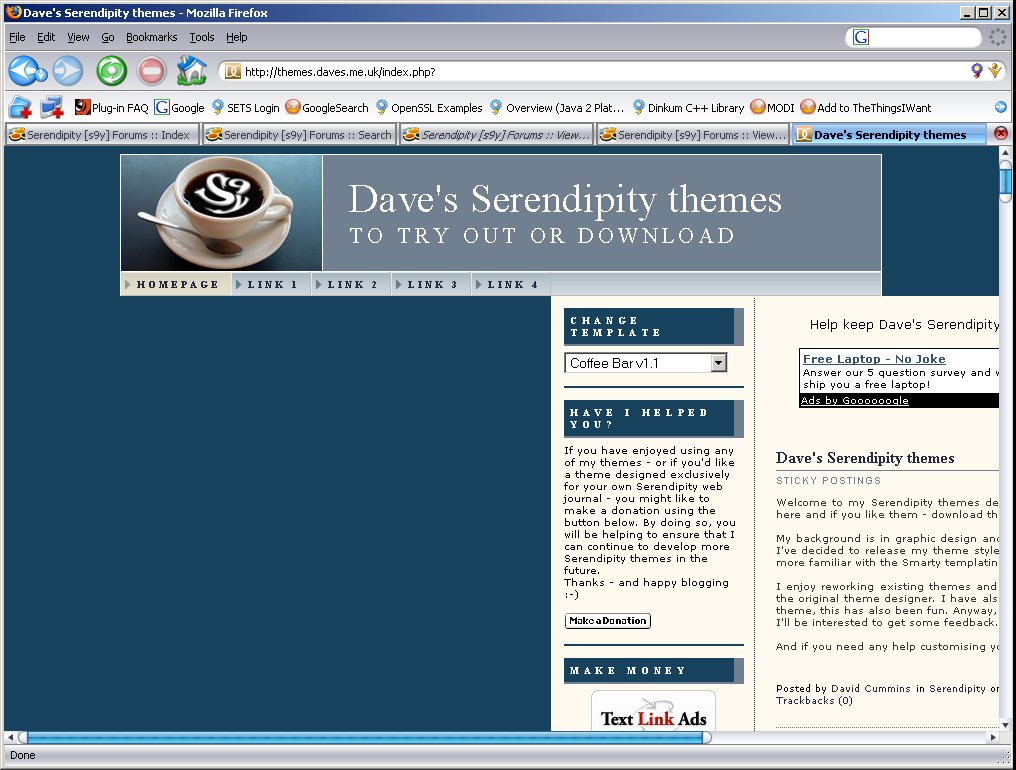 Dave's Serendipity themes - Mozilla Firefox
File Edit View Go Bookmarks Tools Help
G
http://themes.daves.me.uk/index.php?
Plug-in FAQ Google SETS Login GoogleSearch OpenSSL Examples Overview (Java 2 Plat... Dinkum C++ Library MODI Add to TheThingsIWant
Serendipity [s9y] Forums :: Index Serendipity [s9y] Forums :: Search Serendipity [s9y] Forums :: View... Serendipity [s9y] Forums :: View... Dave's Serendipity themes
S9y
Dave's Serendipity themes
TO TRY OUT OR DOWNLOAD
HOMEPAGE LINK 1 LINK 2 LINK 3 LINK 4
CHANGE
TEMPLATE
Coffee Bar v1.1
HAVE I HELPED
YOU?
If you have enjoyed using any
of my themes - or if you'd like
a theme designed exclusively
for your own Serendipity web
journal - you might like to
make a donation using the
button below. By doing so, you
will be helping to ensure that I
can continue to develop more
Serendipity themes in the
future.
Thanks - and happy blogging
:-)
Make a Donation
MAKE MONEY
Text Link Ads
Help keep Dave's Serendipity
Free Laptop - No Joke
Answer our 5 question survey and w
ship you a free laptop!
Ads by Goooooogle
Dave's Serendipity themes
STICKY POSTINGS
Welcome to my Serendipity themes de
here and if you like them - download th
My background is in graphic design and
I've decided to release my theme style
more familiar with the Smarty templatin
I enjoy reworking existing themes and
the original theme designer. I have als
theme, this has also been fun. Anyway,
I'll be interested to get some feedback.
And if you need any help customising yo
Posted by David Cummins in Serendipity or
Trackbacks (0)
Done